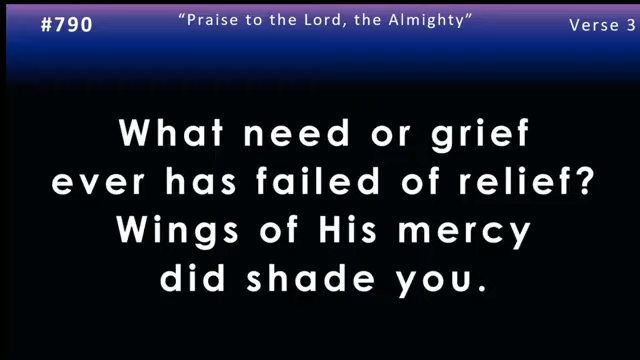 #790 “Praise to the Lord, the Almighty” Verse 3
What need or grief
ever has failed of relief?
Wings of His mercy
did shade you.